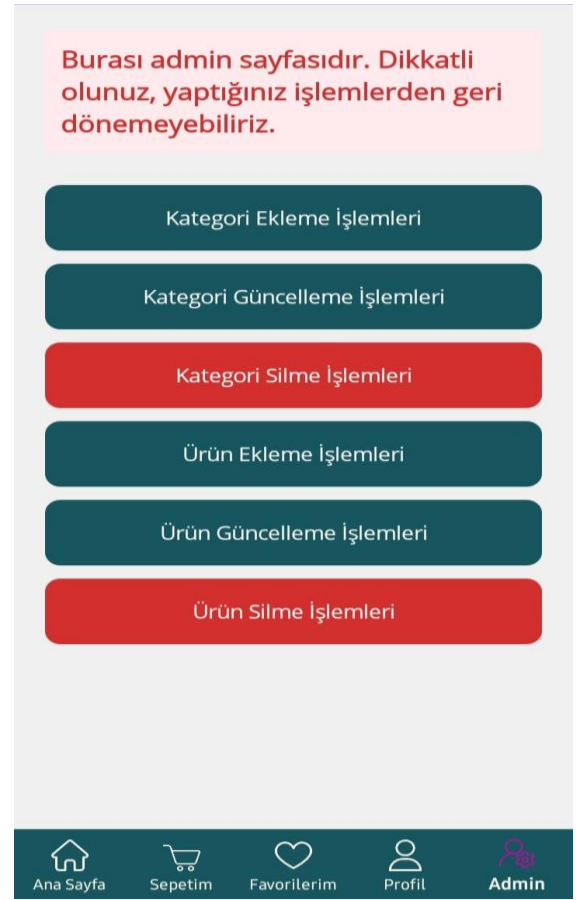 Burası admin sayfasıdır. Dikkatli
olunuz, yaptığınız işlemlerden geri
dönemeyebiliriz.
Kategori Ekleme İşlemleri
Kategori Güncelleme İşlemleri
Kategori Silme İşlemleri
Ürün Ekleme İşlemleri
Ürün Güncelleme İşlemleri
Ürün Silme İşlemleri
Ana Sayfa Sepetim Favorilerim Profil Admin